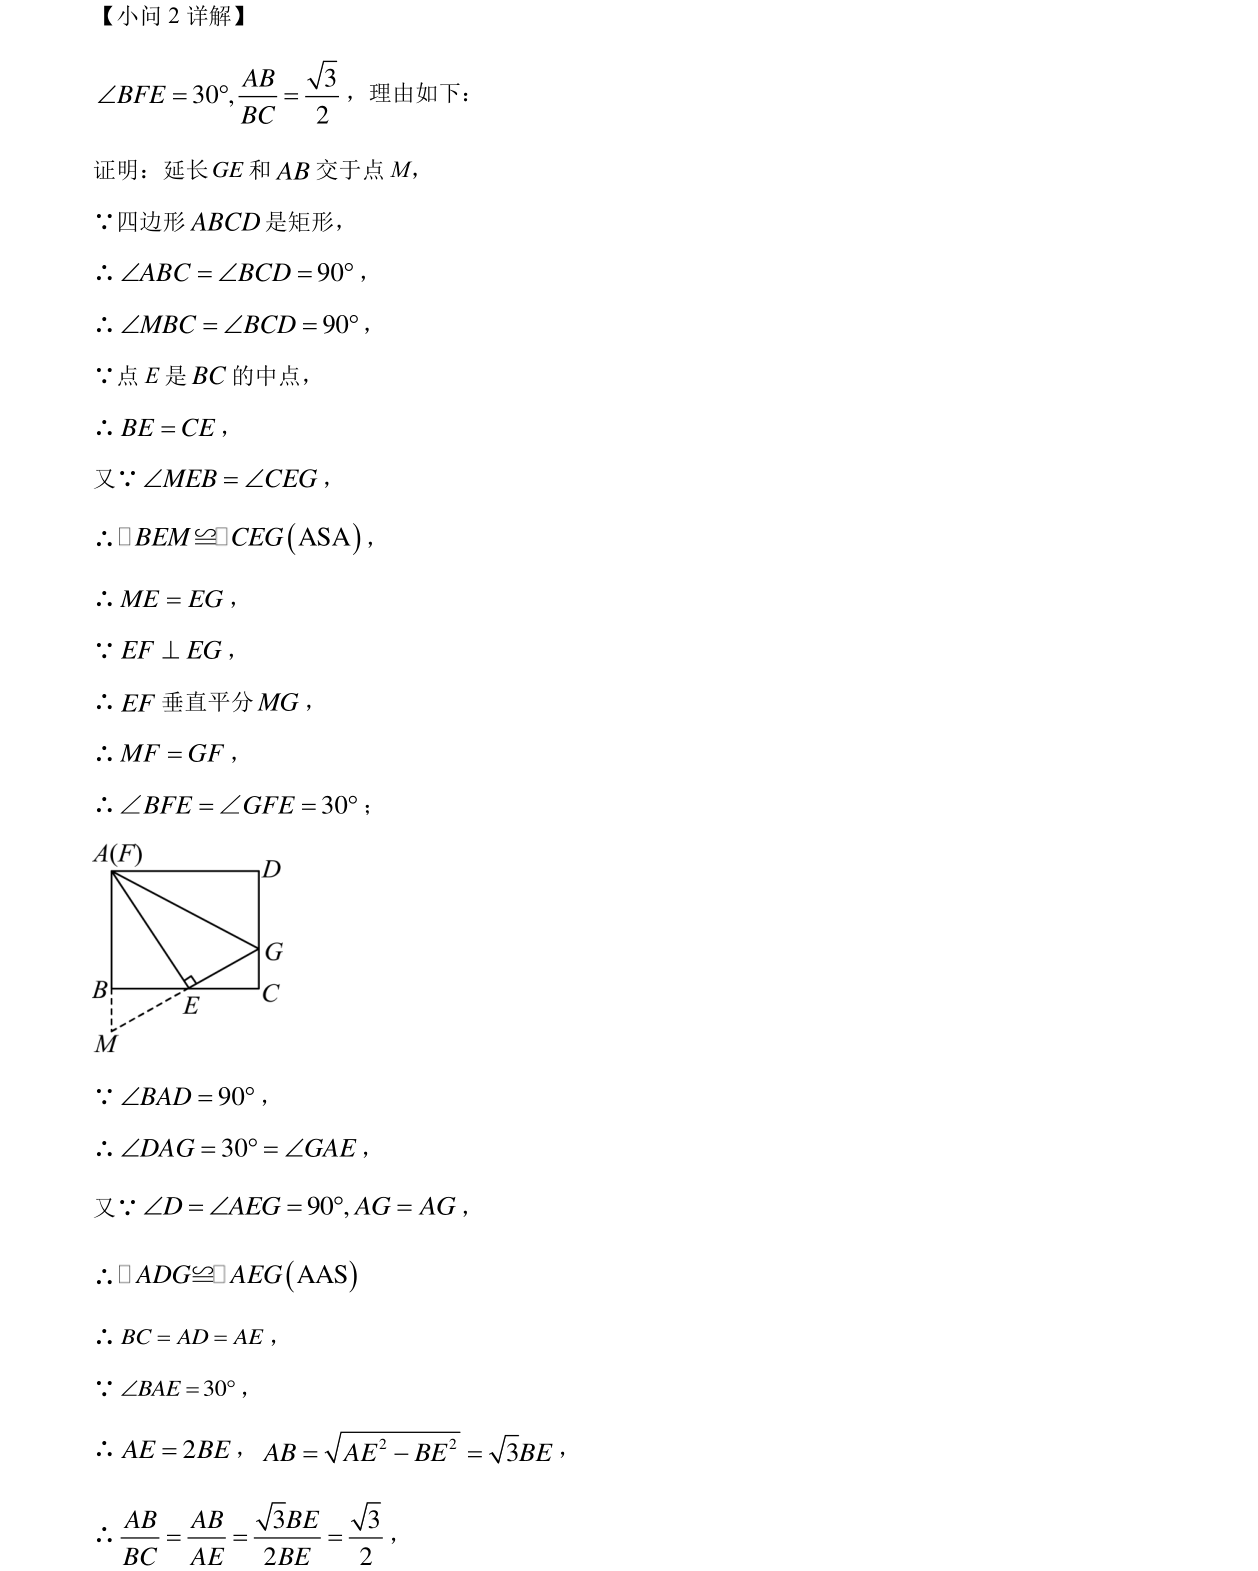 【小问 2 详解】
∠BFE = 30°, AB/BC = √3/2，理由如下：
证明：延长 GE 和 AB 交于点 M，
∵四边形 ABCD 是矩形，
∴ ∠ABC = ∠BCD = 90°，
∴ ∠MBC = ∠BCD = 90°，
∵点 E 是 BC 的中点，
∴ BE = CE，
又∵ ∠MEB = ∠CEG，
∴ □BEM ≌ □CEG(ASA)，
∴ ME = EG，
∵ EF ⊥ EG，
∴ EF 垂直平分 MG，
∴ MF = GF，
∴ ∠BFE = ∠GFE = 30°；
A(F)
D
G
B
E
C
M
∵ ∠BAD = 90°，
∴ ∠DAG = 30° = ∠GAE，
又∵ ∠D = ∠AEG = 90°, AG = AG，
∴ □ADG ≌ □AEG(AAS)
∴ BC = AD = AE，
∵ ∠BAE = 30°，
∴ AE = 2BE，AB = √(AE² − BE²) = √3BE，
∴ AB/BC = AB/AE = √3BE/2BE = √3/2，